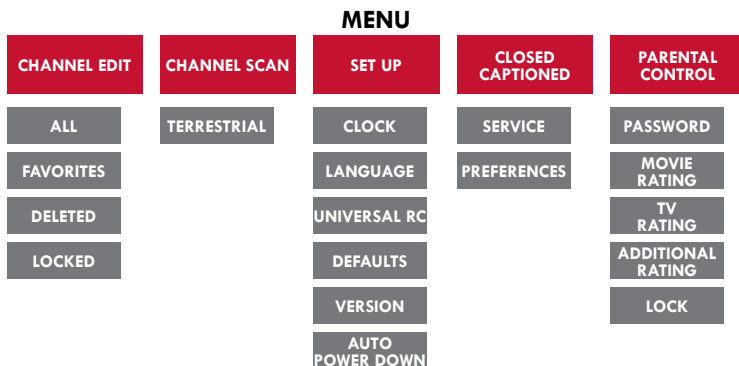 MENU
CHANNEL EDIT
CHANNEL SCAN
SET UP
CLOSED
CAPTIONED
PARENTAL
CONTROL
ALL
FAVORITES
DELETED
LOCKED
TERRESTRIAL
CLOCK
LANGUAGE
UNIVERSAL RC
DEFAULTS
VERSION
AUTO
POWER DOWN
SERVICE
PREFERENCES
PASSWORD
MOVIE
RATING
TV
RATING
ADDITIONAL
RATING
LOCK